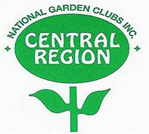 NATIONAL GARDEN CLUBS INC.
CENTRAL
REGION